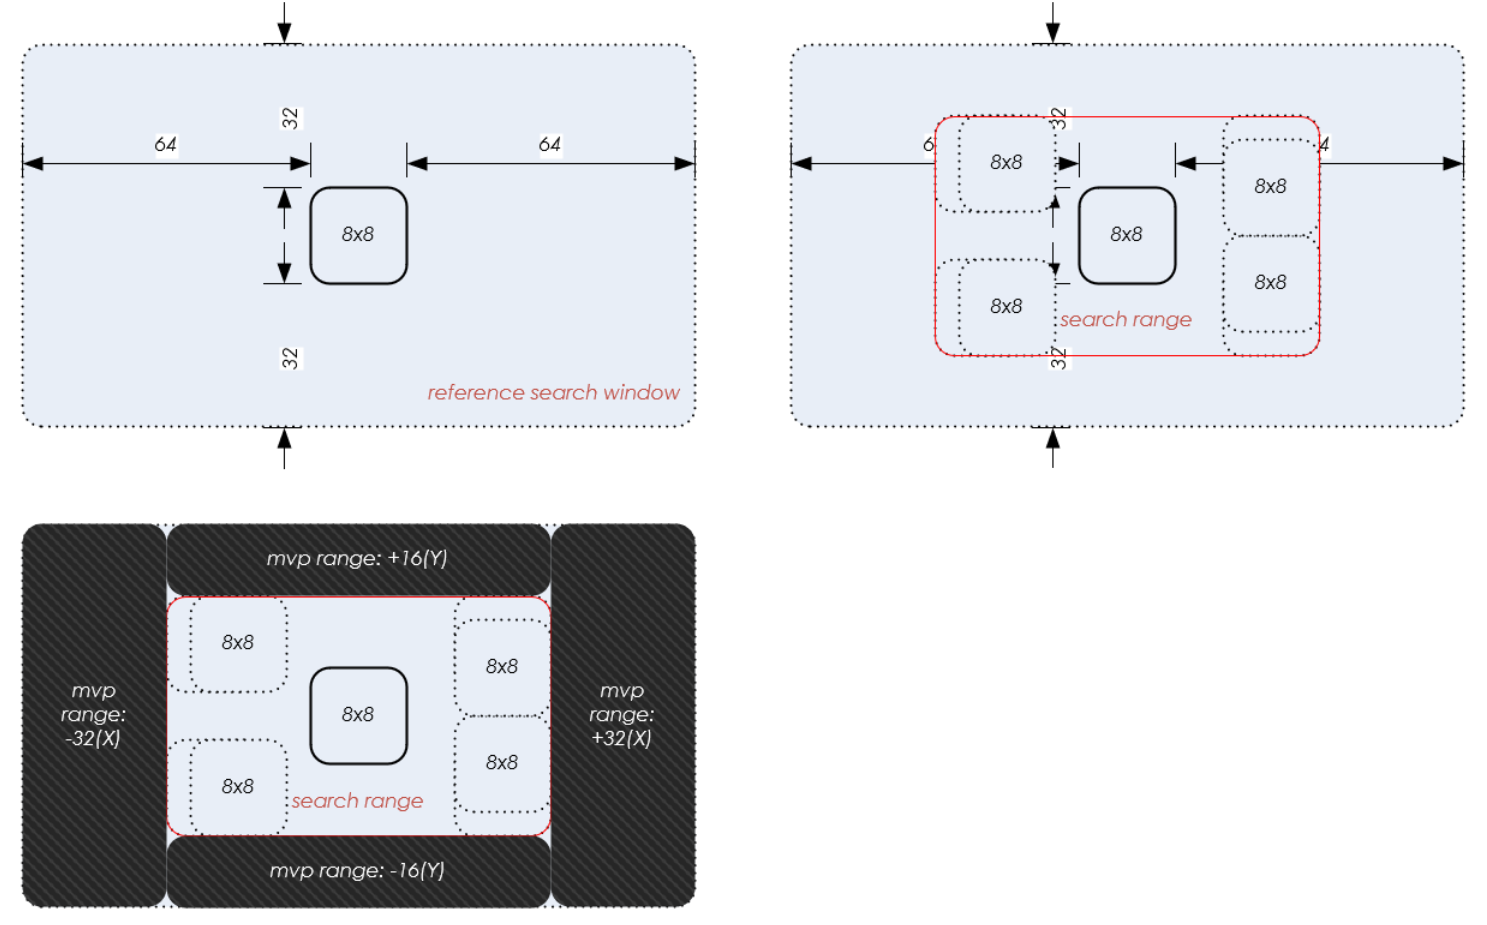 32
64
64
8x8
32
reference search window
32
6
4
8x8
8x8
8x8
8x8
8x8
search range
32
mvp range: +16(Y)
8x8
8x8
mvp
range:
-32(X)
8x8
mvp
range:
+32(X)
8x8
8x8
search range
mvp range: -16(Y)